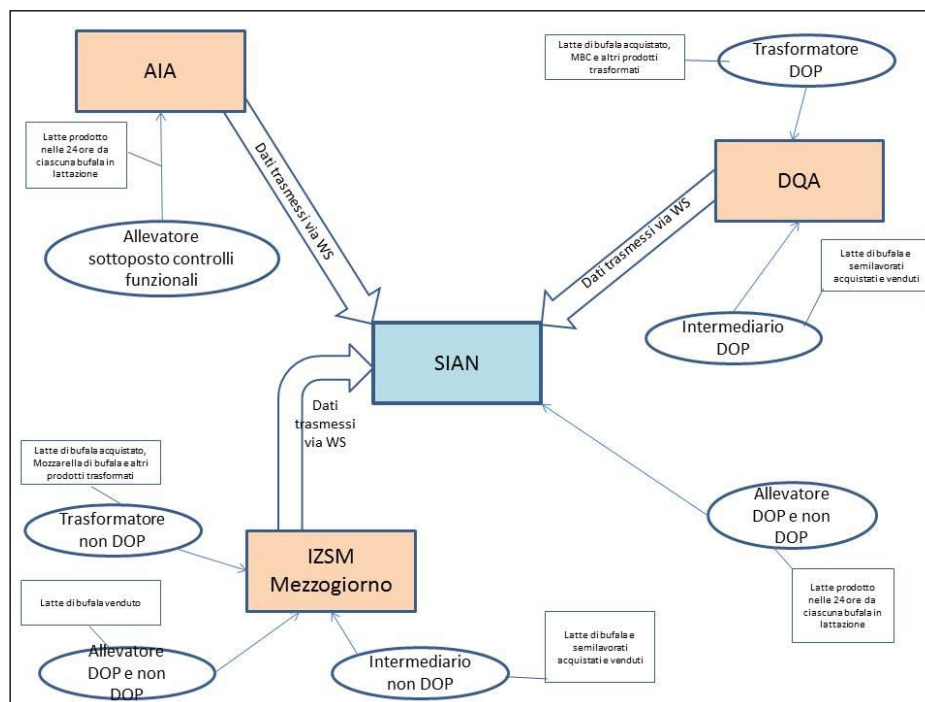 AIA
Latte prodotto
nelle 24 ore da
ciascuna bufala in
lattazione
Allevatore
sottoposto controlli
funzionali
Dati trasmessi via WS
Latte di bufala acquistato,
MBC e altri prodotti
trasformati
Trasformatore
DOP
DQA
Dati trasmessi via WS
Latte di bufala e
semilavorati
acquistati e venduti
Intermediario
DOP
SIAN
Dati
trasmessi
via WS
Latte di bufala acquistato,
Mozzarella di bufala e altri
prodotti trasformati
Trasformatore
non DOP
IZSM
Mezzogiorno
Latte di bufala venduto
Allevatore
DOP e non
DOP
Intermediario
non DOP
Latte di bufala e
semilavorati
acquistati e venduti
Allevatore
DOP e non
DOP
Latte prodotto
nelle 24 ore da
ciascuna bufala in
lattazione